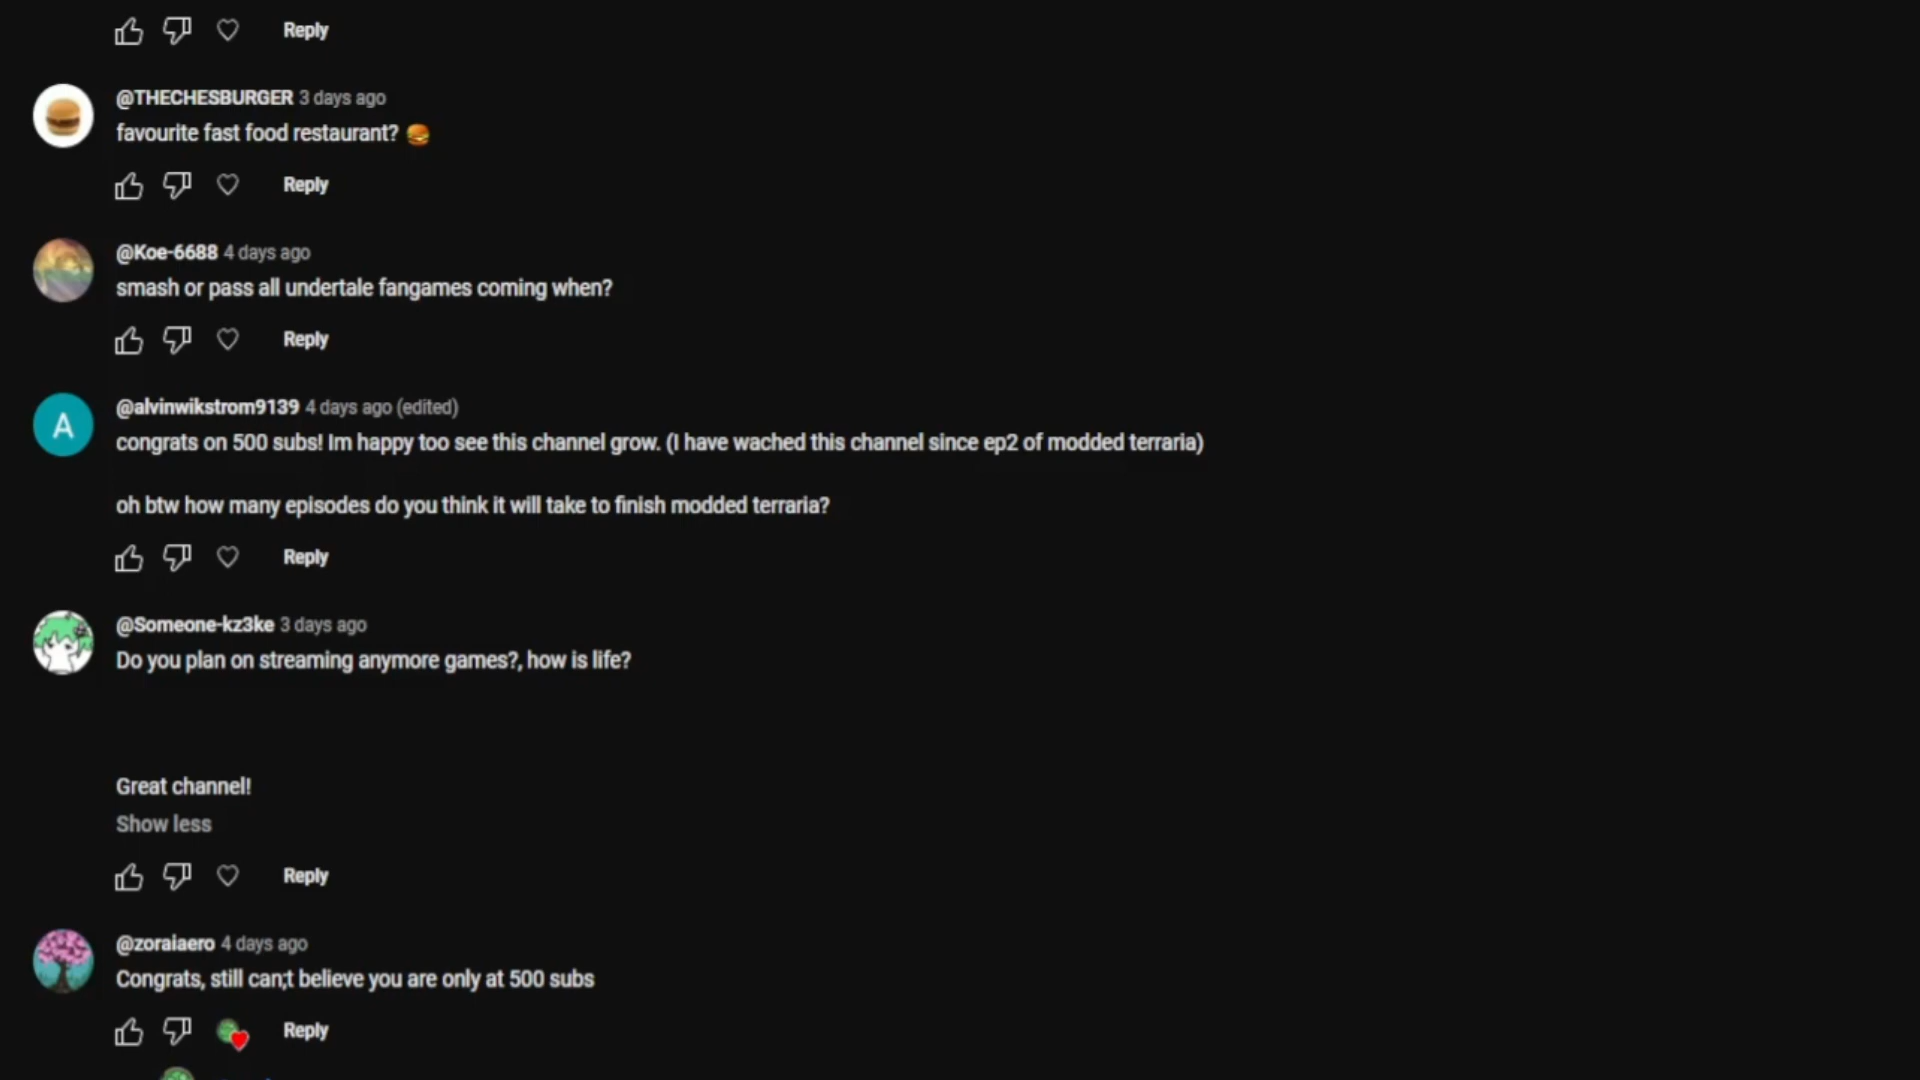 Reply
@THECHESBURGER 3 days ago
favourite fast food restaurant? 🍔
Reply
@Koe-6688 4 days ago
smash or pass all undertale fangames coming when?
Reply
A
@alvinwikstrom9139 4 days ago (edited)
congrats on 500 subs! Im happy too see this channel grow. (I have wached this channel since ep2 of modded terraria)
oh btw how many episodes do you think it will take to finish modded terraria?
Reply
@Someone-kz3ke 3 days ago
Do you plan on streaming anymore games?, how is life?
Great channel!
Show less
Reply
@zoraiaero 4 days ago
Congrats, still can;t believe you are only at 500 subs
Reply